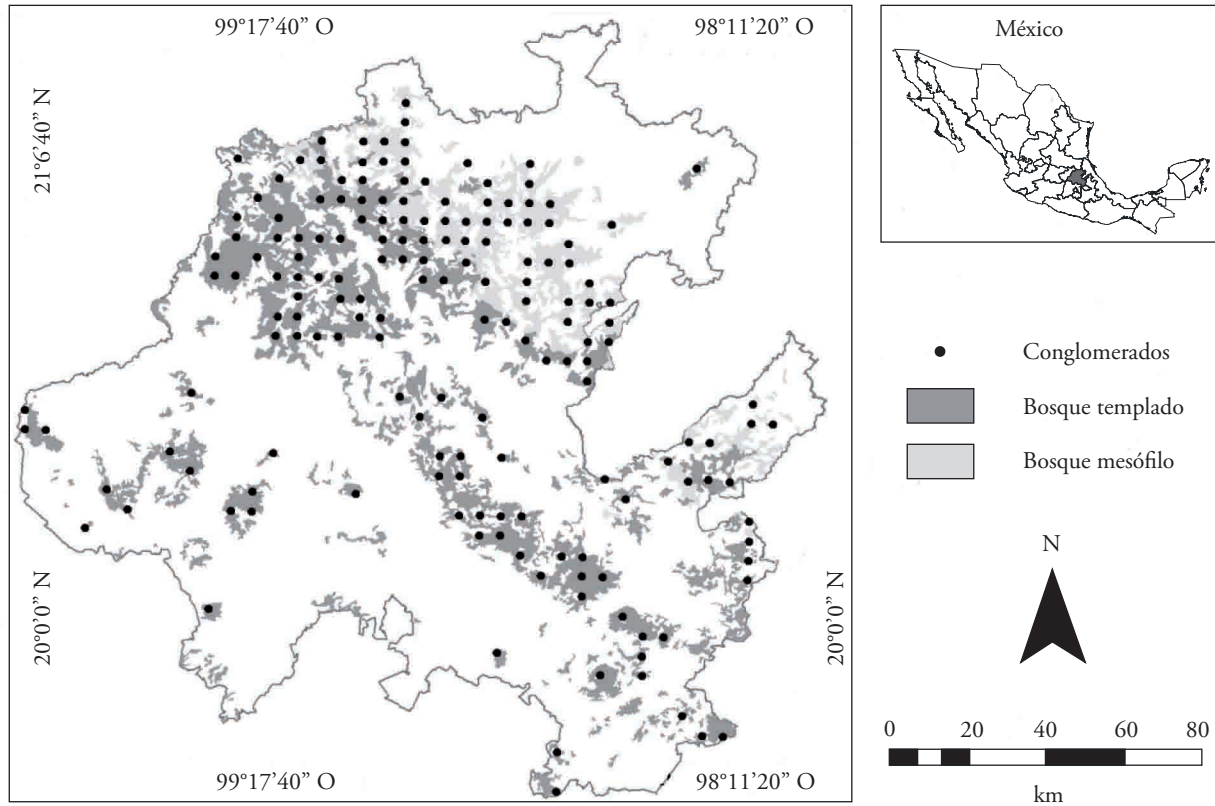 99°17'40” O
98°11'20” O
21°6'40” N
20°0'0” N
20°0'0” N
99°17'40” O
98°11'20” O
México
Conglomerados
Bosque templado
Bosque mesófilo
N
0 20 40 60 80
km